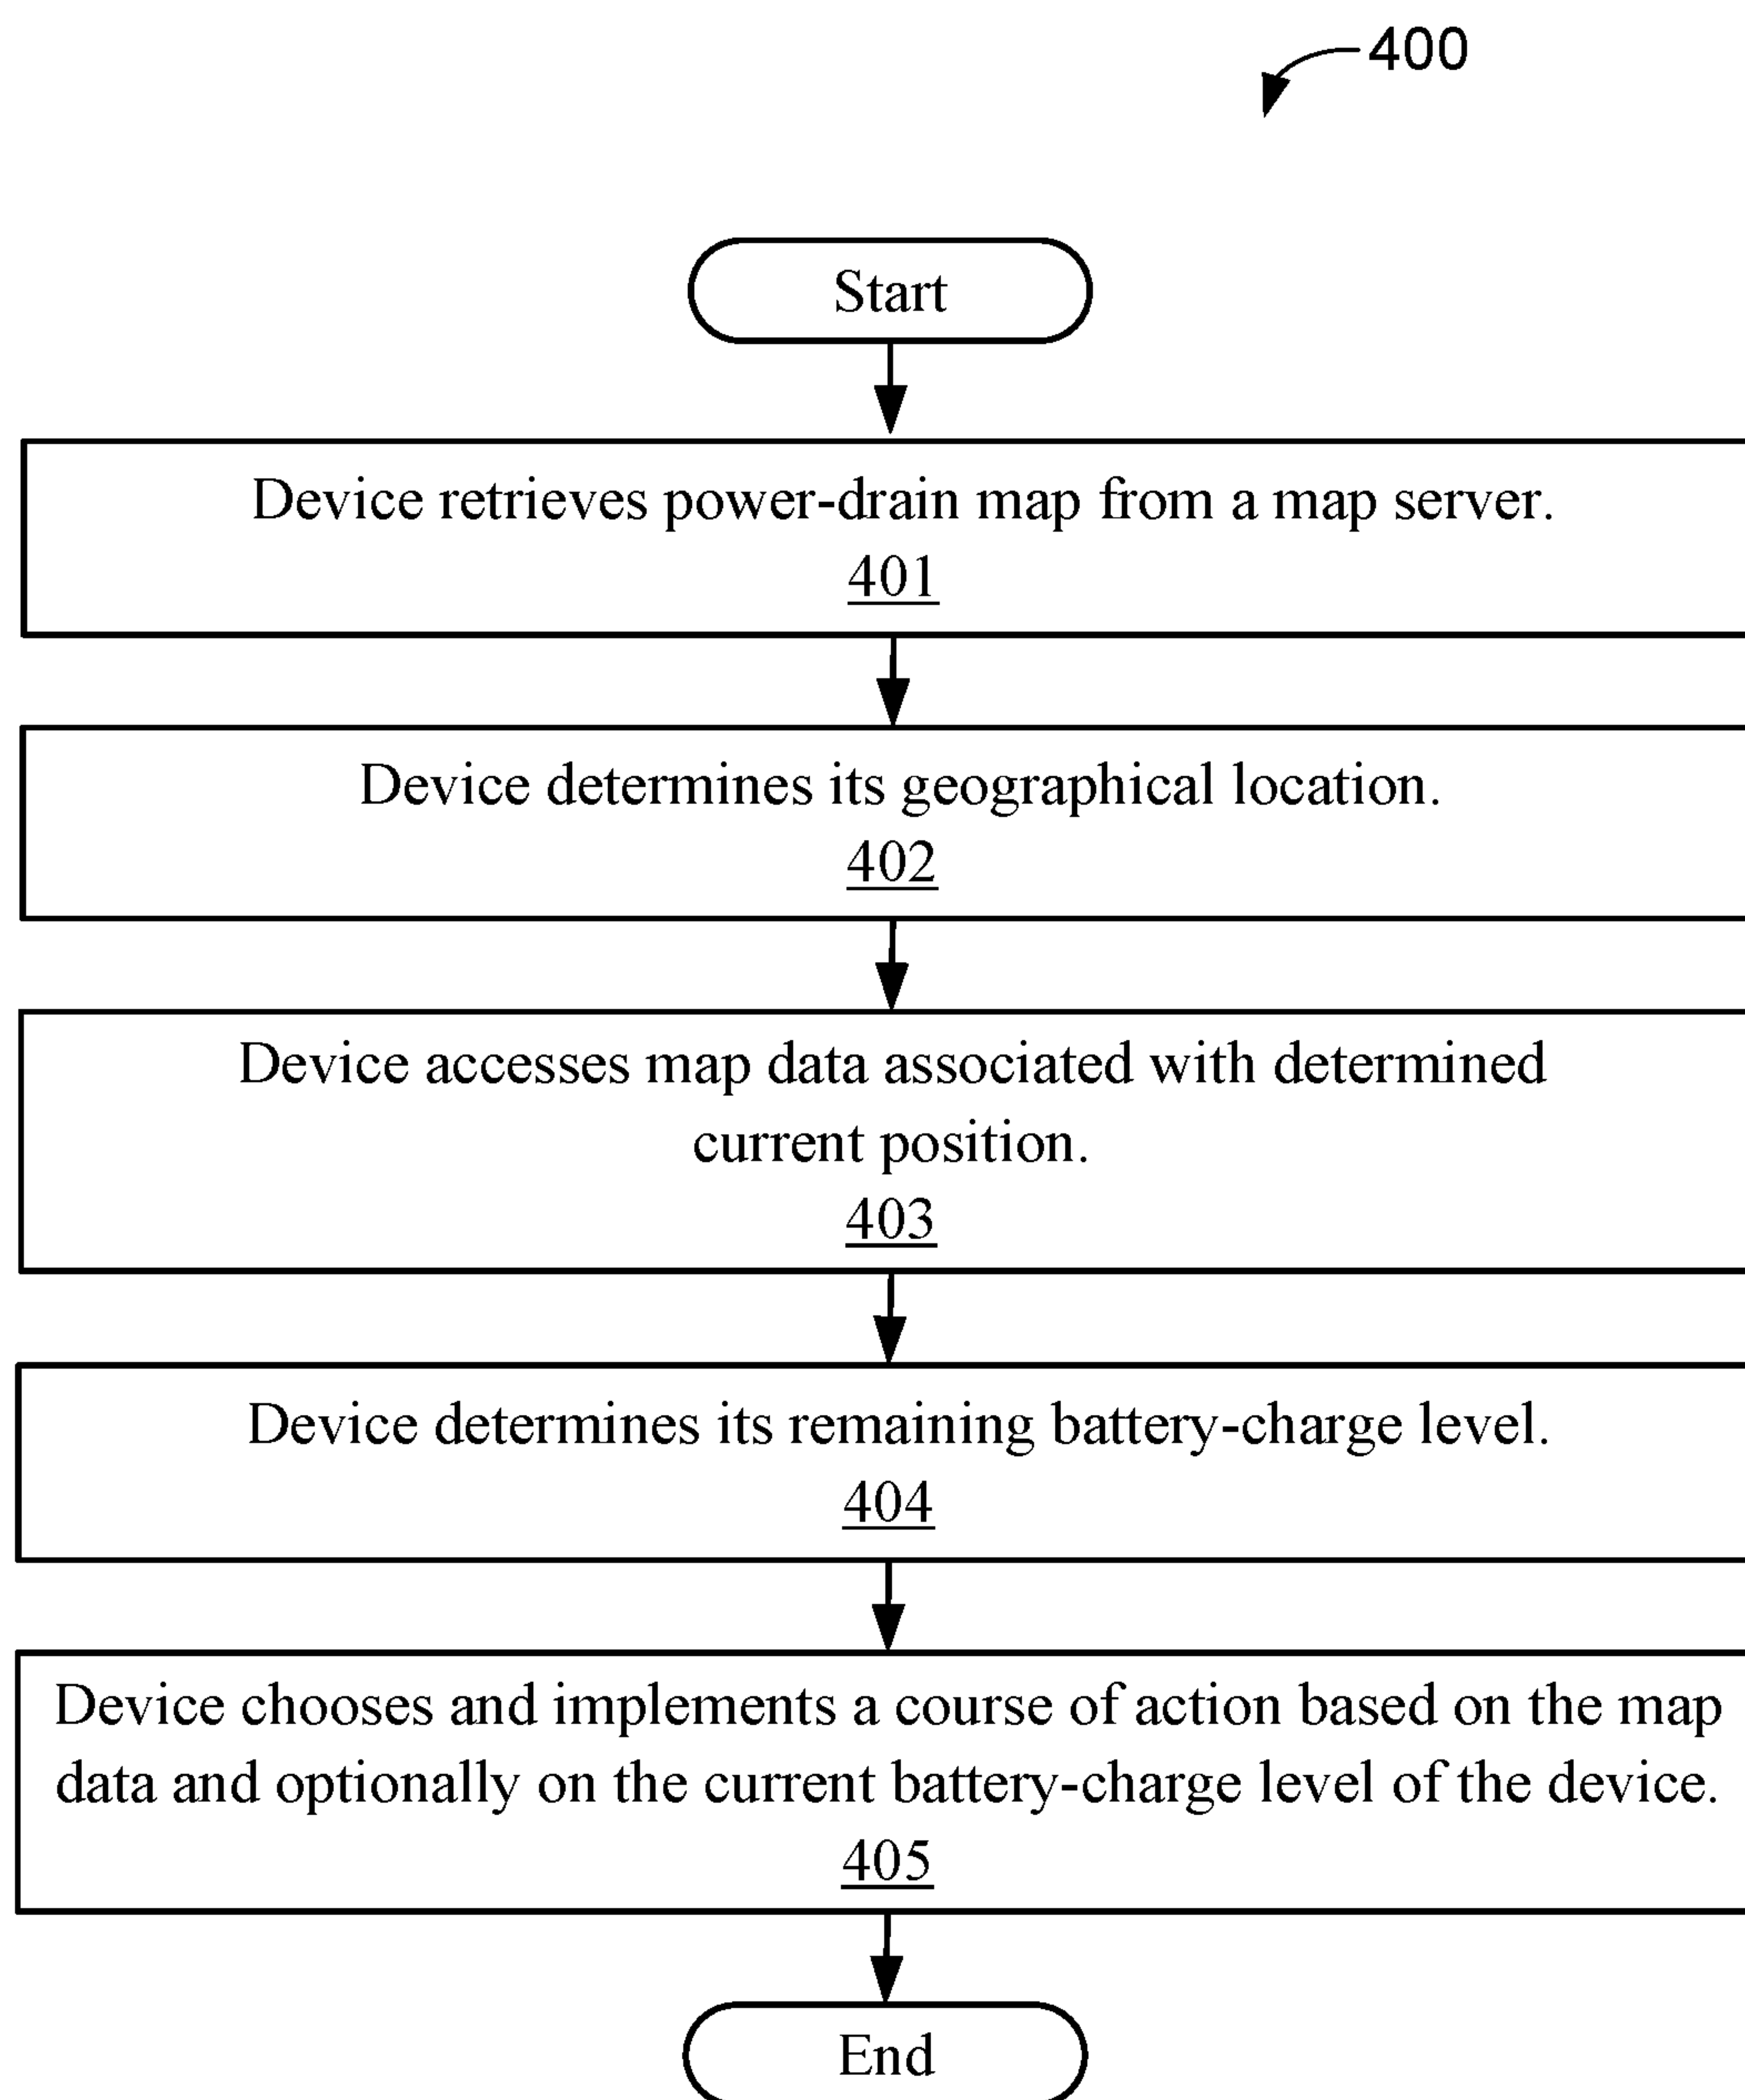 400
Start
Device retrieves power-drain map from a map server.
401
Device determines its geographical location.
402
Device accesses map data associated with determined
current position.
403
Device determines its remaining battery-charge level.
404
Device chooses and implements a course of action based on the map
data and optionally on the current battery-charge level of the device.
405
End